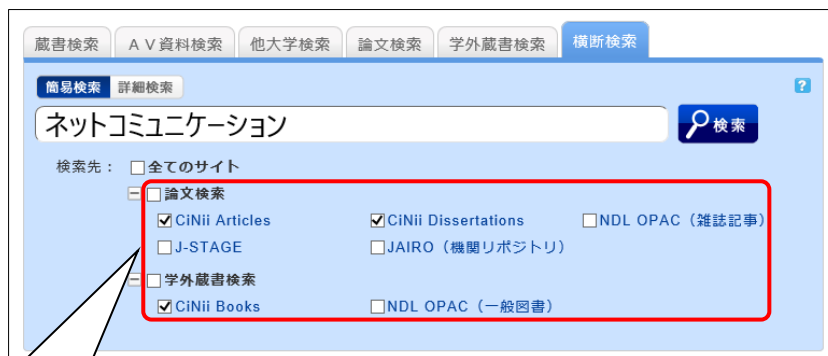 蔵書検索 AV資料検索 他大学検索 論文検索 学外蔵書検索 横断検索
簡易検索 詳細検索 ?
ネットコミュニケーション 検索
検索先： 全てのサイト
論文検索
CiNii Articles CiNii Dissertations NDL OPAC（雑誌記事）
J-STAGE JAIRO（機関リポジトリ）
学外蔵書検索
CiNii Books NDL OPAC（一般図書）